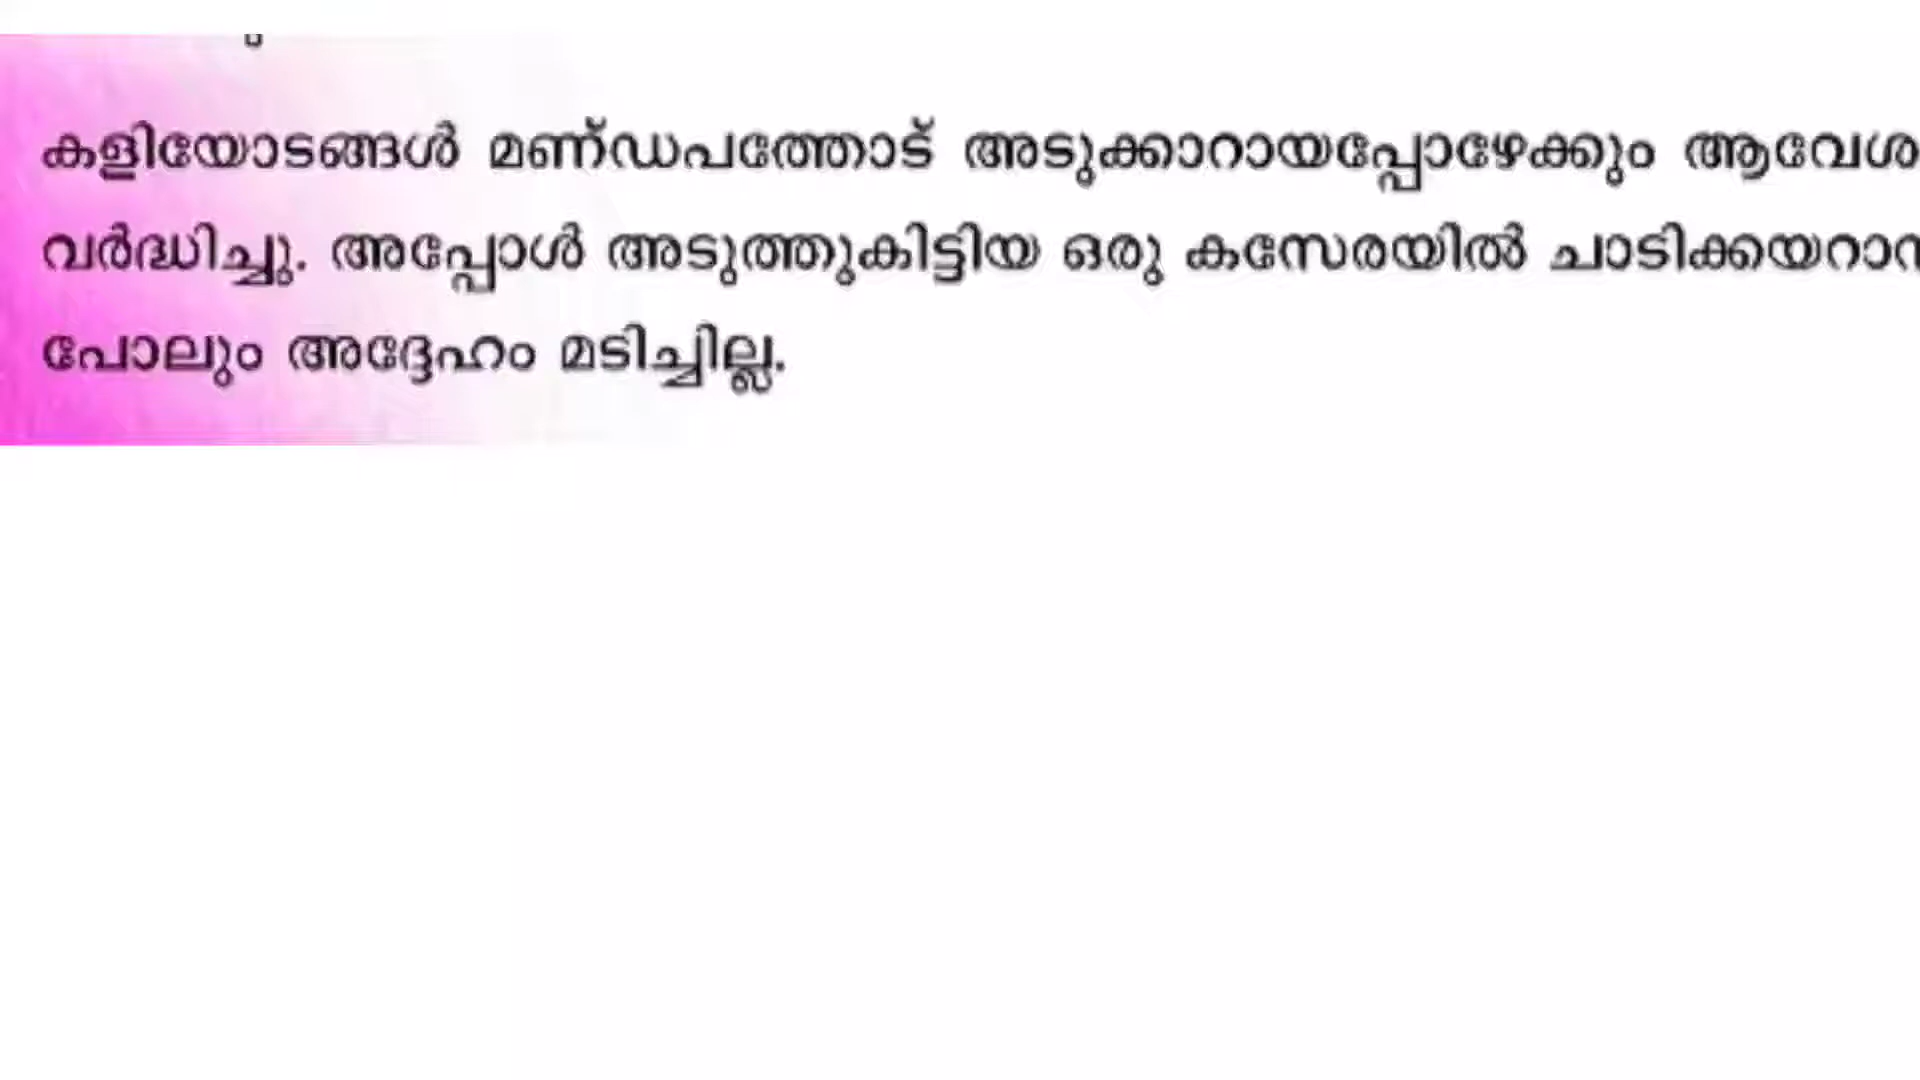 കളിയോടങ്ങൾ മണ്ഡപത്തോട് അടുക്കാറായപ്പോഴേക്കും ആവേശ
വർദ്ധിച്ചു. അപ്പോൾ അടുത്തുകിട്ടിയ ഒരു കസേരയിൽ ചാടിക്കയറാൻ
പോലും അദ്ദേഹം മടിച്ചില്ല.